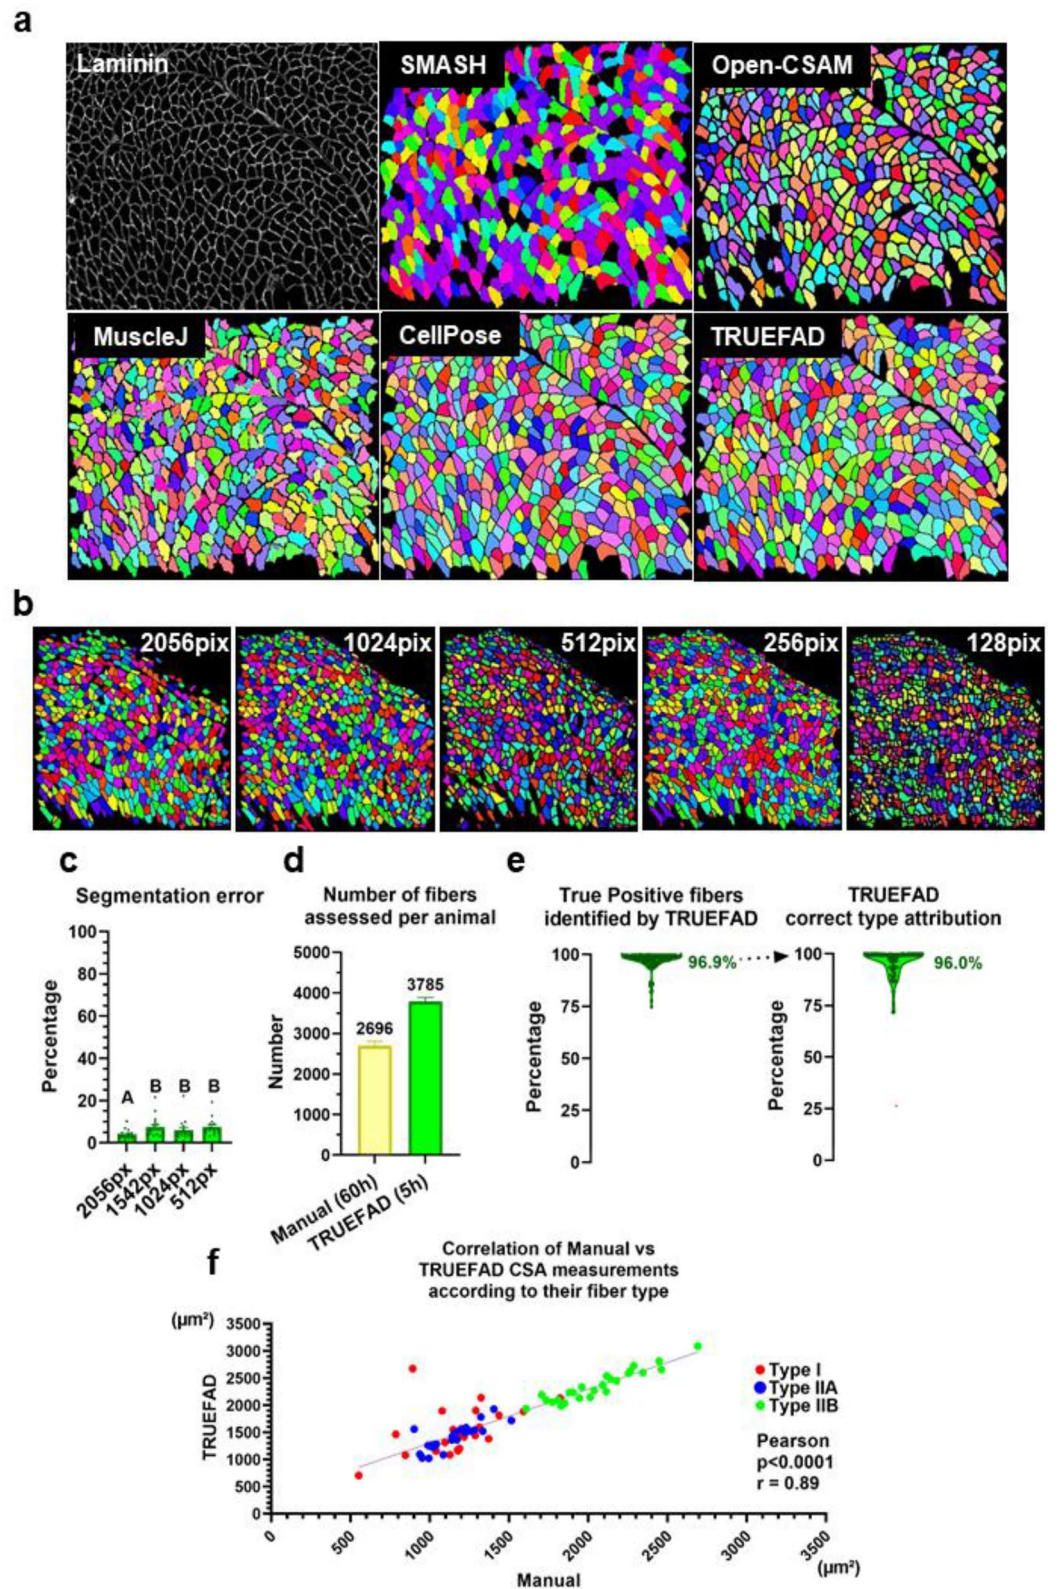 a
Laminin
SMASH
Open-CSAM
MuscleJ
CellPose
TRUEFAD
b
2056pix
1024pix
512pix
256pix
128pix
c
Segmentation error
Percentage
100
80
60
40
20
0
A
B
B
B
2056px
1542px
1024px
512px
d
Number of fibers
assessed per animal
Number
5000
4000
3000
2000
1000
0
2696
3785
Manual (60h)
TRUEFAD (5h)
e
True Positive fibers
identified by TRUEFAD
Percentage
100
75
50
25
0
96.9%
TRUEFAD
correct type attribution
Percentage
100
75
50
25
0
96.0%
f
Correlation of Manual vs
TRUEFAD CSA measurements
according to their fiber type
(µm²)
TRUEFAD
3500
3000
2500
2000
1500
1000
500
0
0
500
1000
1500
2000
2500
3000
3500
Manual
(µm²)
Type I
Type IIA
Type IIB
Pearson
p<0.0001
r = 0.89